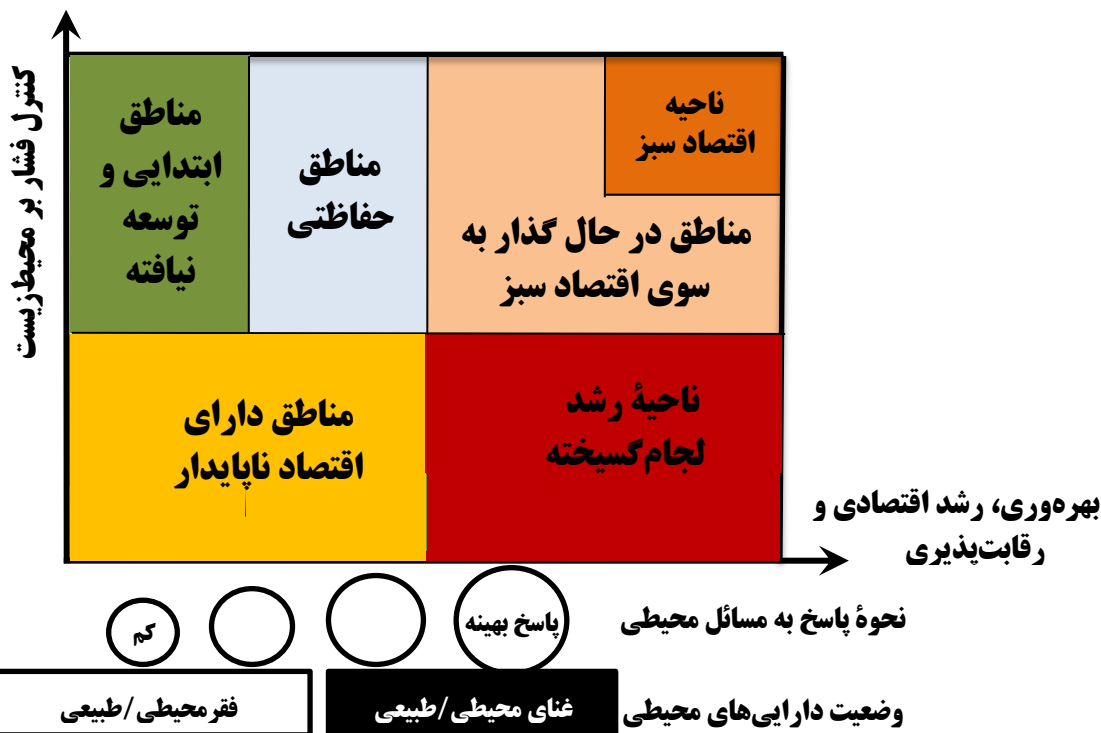 کنترل فشار بر محیط‌زیست
ناحیه
اقتصاد سبز
مناطق در حال گذار به
سوی اقتصاد سبز
مناطق
حفاظتی
مناطق
ابتدایی و
توسعه
نیافته
ناحیۀ رشد
لجام‌گسیخته
مناطق دارای
اقتصاد ناپایدار
بهره‌وری، رشد اقتصادی و
رقابت‌پذیری
نحوۀ پاسخ به مسائل محیطی
پاسخ بهینه
کم
وضعیت دارایی‌های محیطی
غنای محیطی/طبیعی
فقرمحیطی/طبیعی